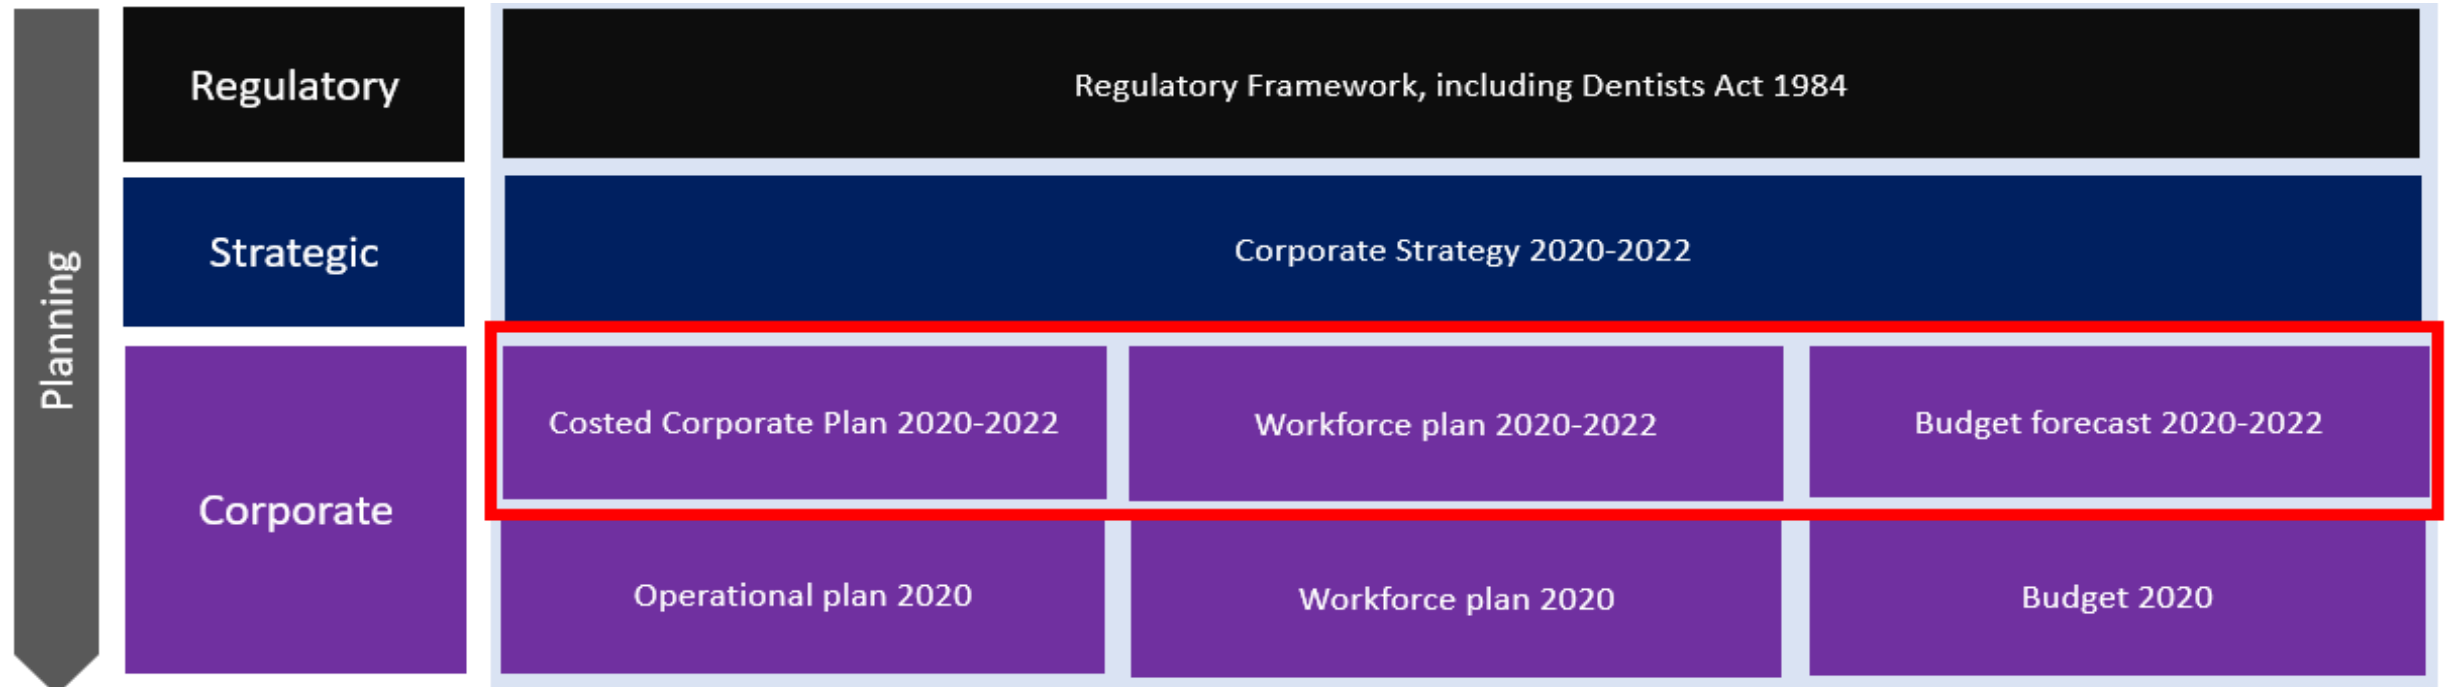 Planning
Regulatory
Regulatory Framework, including Dentists Act 1984
Strategic
Corporate Strategy 2020-2022
Corporate
Costed Corporate Plan 2020-2022
Workforce plan 2020-2022
Budget forecast 2020-2022
Operational plan 2020
Workforce plan 2020
Budget 2020